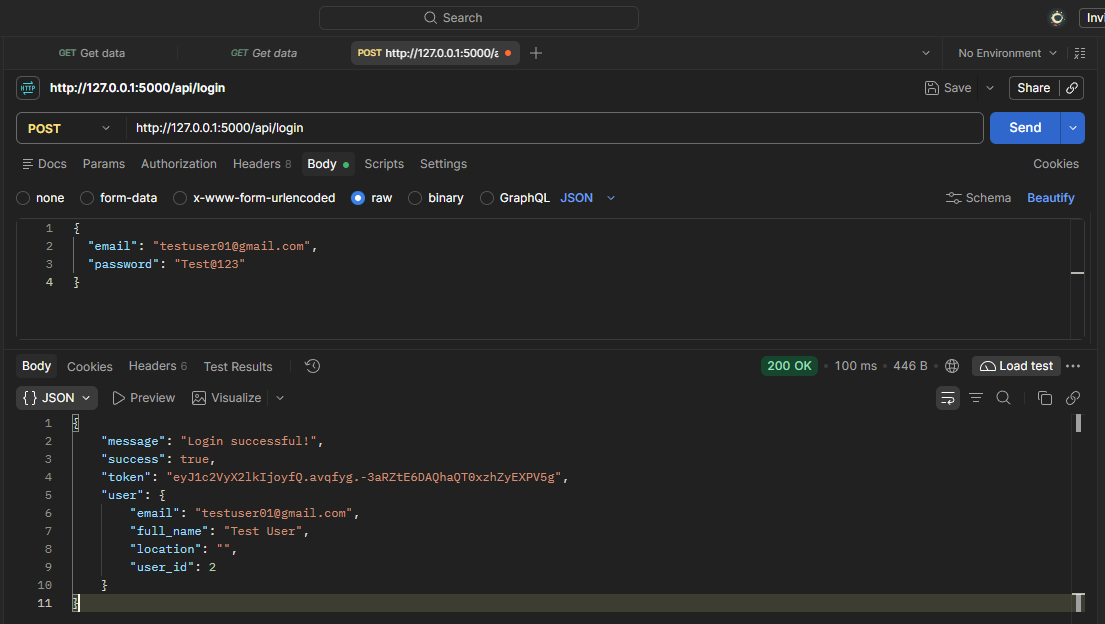 Search
Invi
GET Get data
GET Get data
POST http://127.0.0.1:5000/a
No Environment
HTTP http://127.0.0.1:5000/api/login
Save
Share
POST
http://127.0.0.1:5000/api/login
Send
Docs Params Authorization Headers 8 Body Scripts Settings
Cookies
none form-data x-www-form-urlencoded raw binary GraphQL JSON
Schema Beautify
1 {
2 "email": "testuser01@gmail.com",
3 "password": "Test@123"
4 }
Body Cookies Headers 6 Test Results
200 OK • 100 ms • 446 B
Load test
{} JSON Preview Visualize
1 {
2 "message": "Login successful!",
3 "success": true,
4 "token": "eyJ1c2VyX2lkIjoyfQ.avqfyg.-3aRZtE6DAQhaQT0xzhZyEXPV5g",
5 "user": {
6 "email": "testuser01@gmail.com",
7 "full_name": "Test User",
8 "location": "",
9 "user_id": 2
10 }
11 }